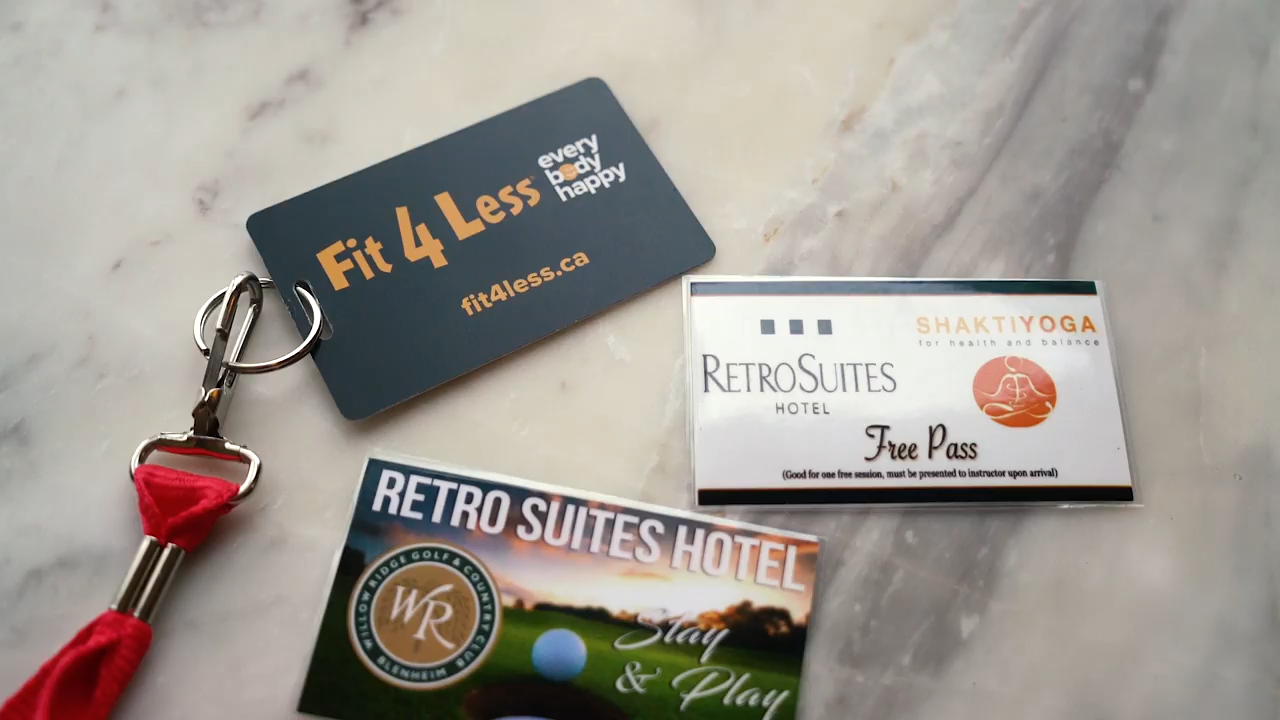 Fit 4 Less
every
body
happy
fit4less.ca
RETROSUITES
HOTEL
SHAKTIYOGA
for health and balance
Free Pass
(Good for one free session, must be presented to instructor upon arrival)
RETRO SUITES HOTEL
WILLOW RIDGE GOLF & COUNTRY CLUB
WR
BLENHEIM
Stay
& Play